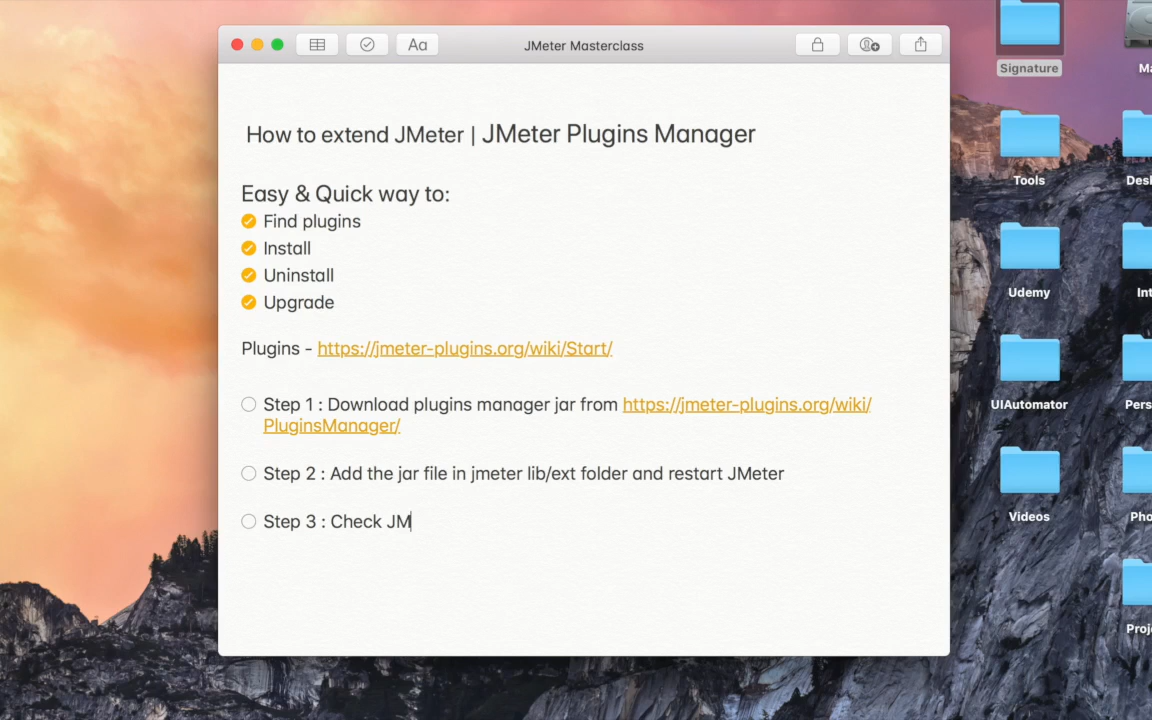 JMeter Masterclass
Aa
Signature
How to extend JMeter | JMeter Plugins Manager
Tools
Easy & Quick way to:
Find plugins
Install
Uninstall
Upgrade
Udemy
Plugins - https://jmeter-plugins.org/wiki/Start/
Step 1 : Download plugins manager jar from https://jmeter-plugins.org/wiki/
PluginsManager/
UIAutomator
Step 2 : Add the jar file in jmeter lib/ext folder and restart JMeter
Step 3 : Check JM
Videos